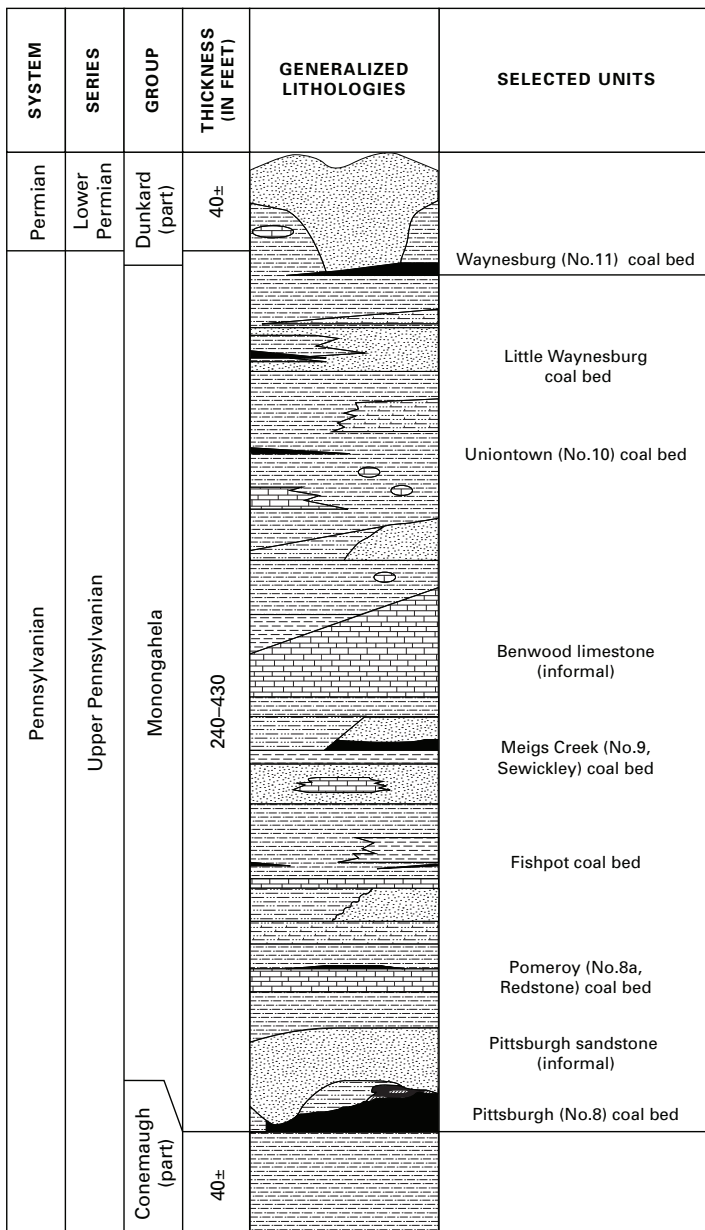 SYSTEM
SERIES
GROUP
THICKNESS
(IN FEET)
GENERALIZED
LITHOLOGIES
SELECTED UNITS
Permian
Lower
Permian
Dunkard
(part)
40±
Waynesburg (No.11) coal bed
Little Waynesburg
coal bed
Uniontown (No.10) coal bed
Pennsylvanian
Upper Pennsylvanian
Monongahela
240–430
Benwood limestone
(informal)
Meigs Creek (No.9,
Sewickley) coal bed
Fishpot coal bed
Pomeroy (No.8a,
Redstone) coal bed
Pittsburgh sandstone
(informal)
Pittsburgh (No.8) coal bed
Conemaugh
(part)
40±